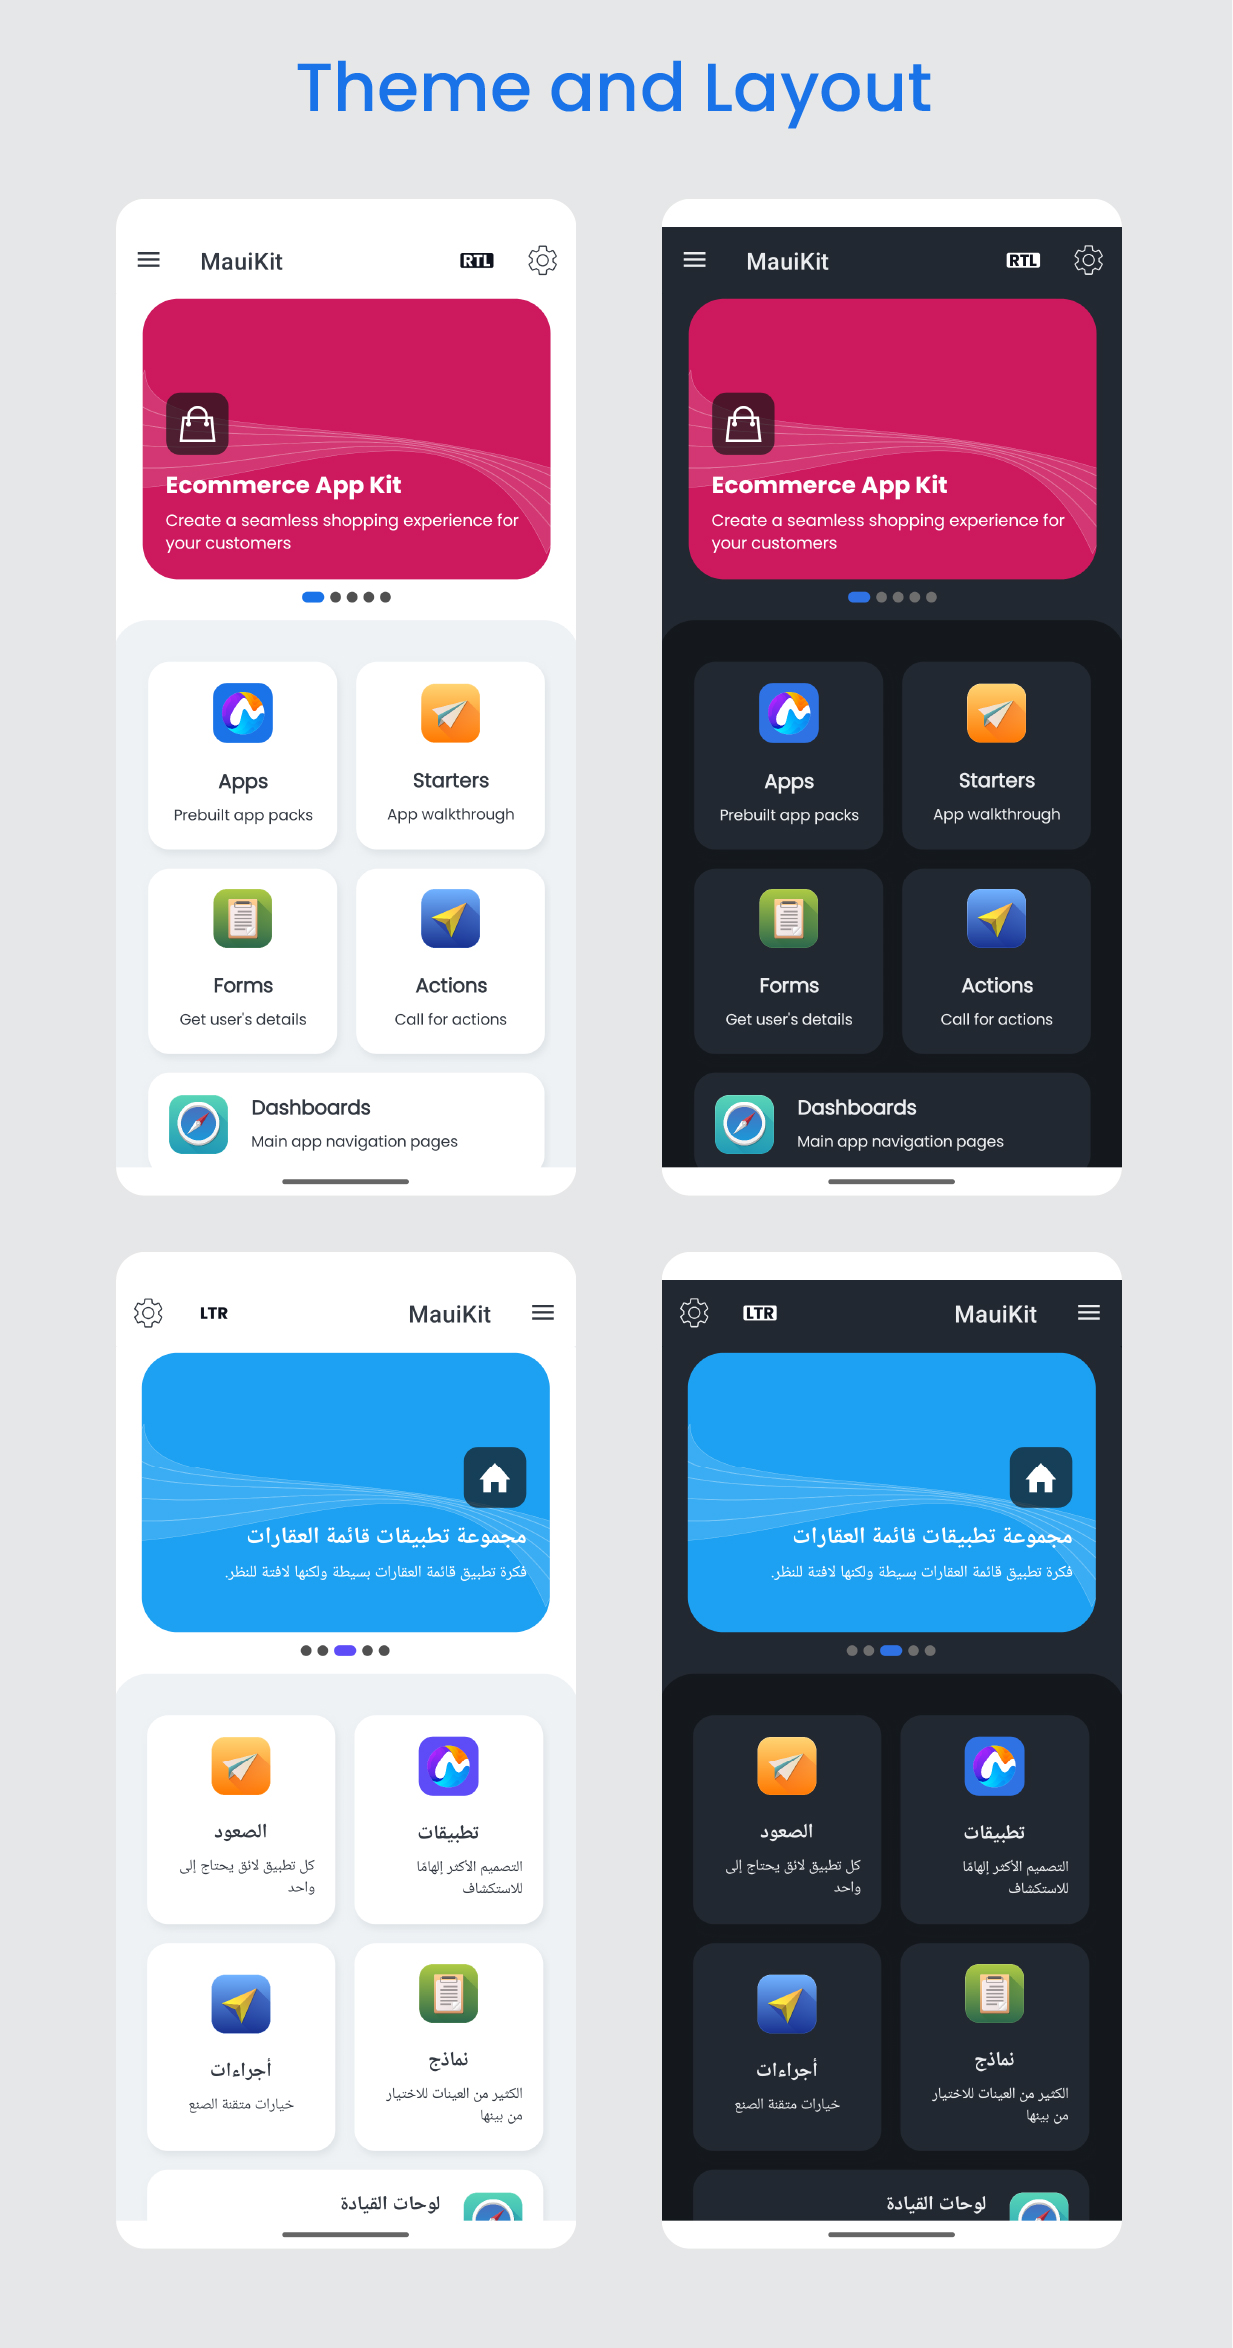 Theme and Layout
MauiKit
RTL
Ecommerce App Kit
Create a seamless shopping experience for
your customers
Apps
Prebuilt app packs
Starters
App walkthrough
Forms
Get user's details
Actions
Call for actions
Dashboards
Main app navigation pages
MauiKit
RTL
Ecommerce App Kit
Create a seamless shopping experience for
your customers
Apps
Prebuilt app packs
Starters
App walkthrough
Forms
Get user's details
Actions
Call for actions
Dashboards
Main app navigation pages
MauiKit
LTR
مجموعة تطبيقات قائمة العقارات
فكرة تطبيق قائمة العقارات بسيطة ولكنها لافتة للنظر.
تطبيقات
التصميم الأكثر إلهامًا
للاستكشاف
الصعود
كل تطبيق لائق يحتاج إلى
واحد
نماذج
الكثير من العينات للاختيار
من بينها
أجراءات
خيارات متقنة الصنع
لوحات القيادة
MauiKit
LTR
مجموعة تطبيقات قائمة العقارات
فكرة تطبيق قائمة العقارات بسيطة ولكنها لافتة للنظر.
تطبيقات
التصميم الأكثر إلهامًا
للاستكشاف
الصعود
كل تطبيق لائق يحتاج إلى
واحد
نماذج
الكثير من العينات للاختيار
من بينها
أجراءات
خيارات متقنة الصنع
لوحات القيادة